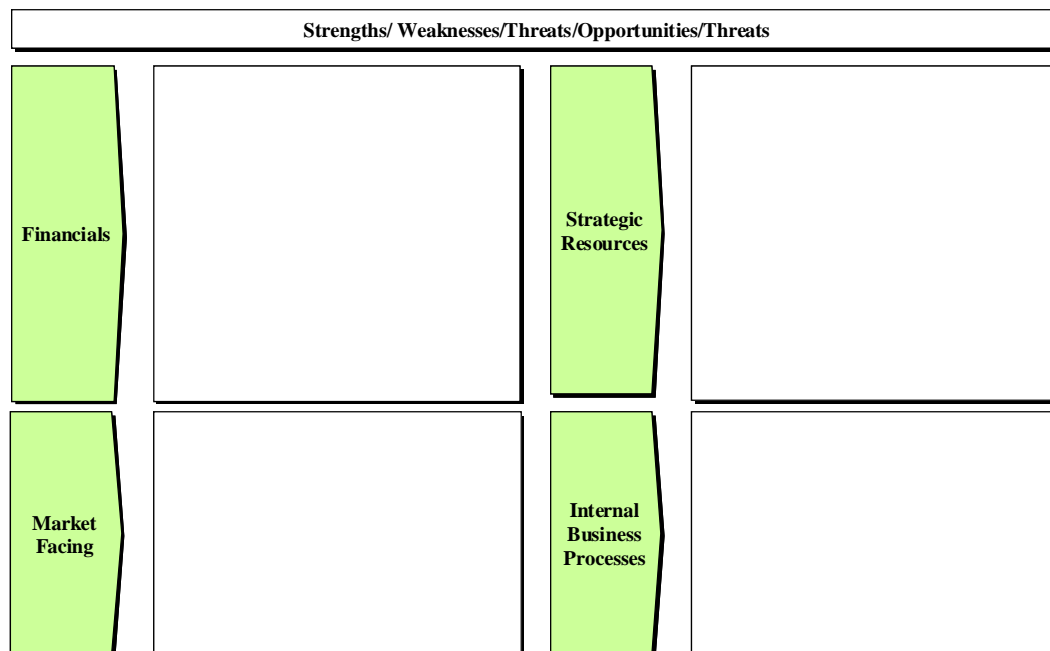 Strengths/ Weaknesses/Threats/Opportunities/Threats
Financials
Strategic
Resources
Market
Facing
Internal
Business
Processes